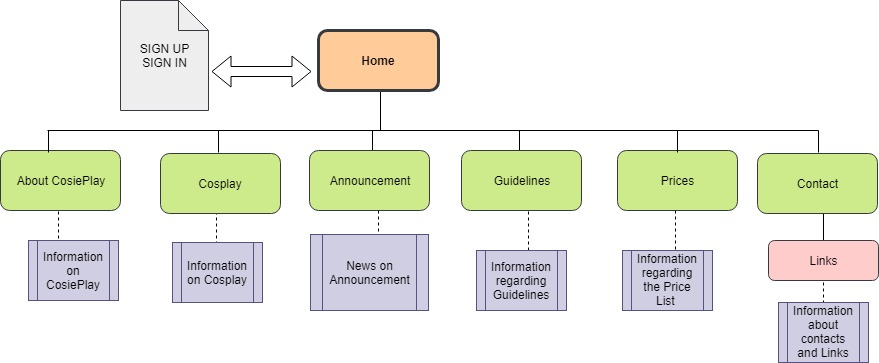 SIGN UP
SIGN IN
Home
About CosiePlay
Cosplay
Announcement
Guidelines
Prices
Contact
Information
on
CosiePlay
Information
on Cosplay
News on
Announcement
Information
regarding
Guidelines
Information
regarding
the Price
List
Links
Information
about
contacts
and Links